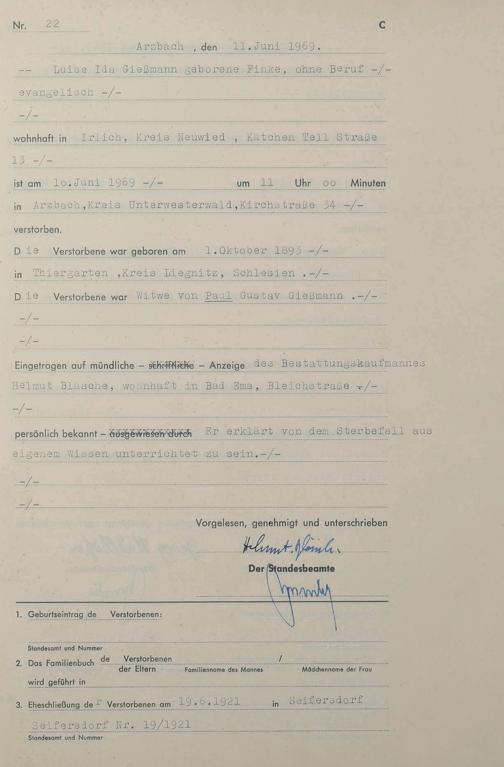 Nr. 22 C
Arzbach , den 11.Juni 1969.
-- Luise Ida Gießmann geborene Finke, ohne Beruf -/-
evangelisch -/-
-/-
wohnhaft in Irlich, Kreis Neuwied , Kätchen Tell Straße
13 -/-
ist am 10.Juni 1969 -/- um 11 Uhr 00 Minuten
in Arzbach,Kreis Unterwesterwald,Kirchstraße 34 -/-
verstorben.
Die Verstorbene war geboren am 1.Oktober 1893 -/-
in Thiergarten ,Kreis Liegnitz, Schlesien .-/-
Die Verstorbene war Witwe von Paul Gustav Gießmann .-/-
-/-
-/-
Eingetragen auf mündliche – schriftliche – Anzeige des Bestattungskaufmannes
Helmut Blasche, wohnhaft in Bad Ems, Bleichstraße -/-
-/-
persönlich bekannt – ausgewiesen durch Er erklärt von dem Sterbefall aus
eigenem Wissen unterrichtet zu sein.-/-
-/-
-/-
Vorgelesen, genehmigt und unterschrieben
Helmut
Der Standesbeamte
1. Geburtseintrag de Verstorbenen:
Standesamt und Nummer
2. Das Familienbuch de Verstorbenen /
der Eltern Familienname des Mannes Mädchenname der Frau
wird geführt in
3. Eheschließung der Verstorbenen am 19.6.1921 in Seifersdorf
Seifersdorf Nr. 19/1921
Standesamt und Nummer